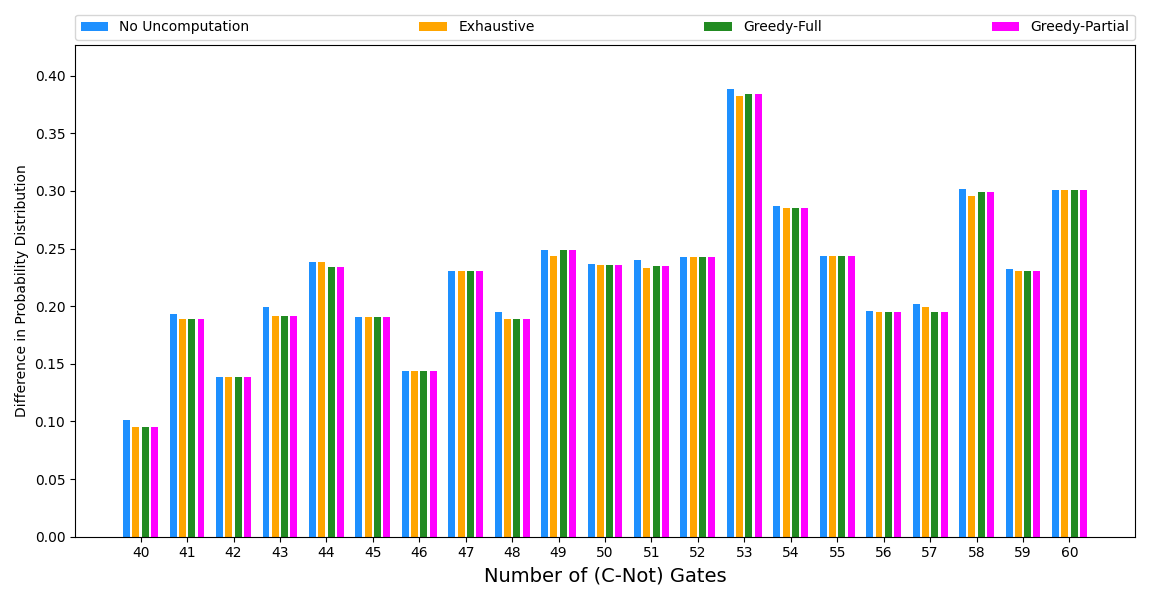 No Uncomputation Exhaustive Greedy-Full Greedy-Partial
Difference in Probability Distribution
0.40
0.35
0.30
0.25
0.20
0.15
0.10
0.05
0.00
40 41 42 43 44 45 46 47 48 49 50 51 52 53 54 55 56 57 58 59 60
Number of (C-Not) Gates